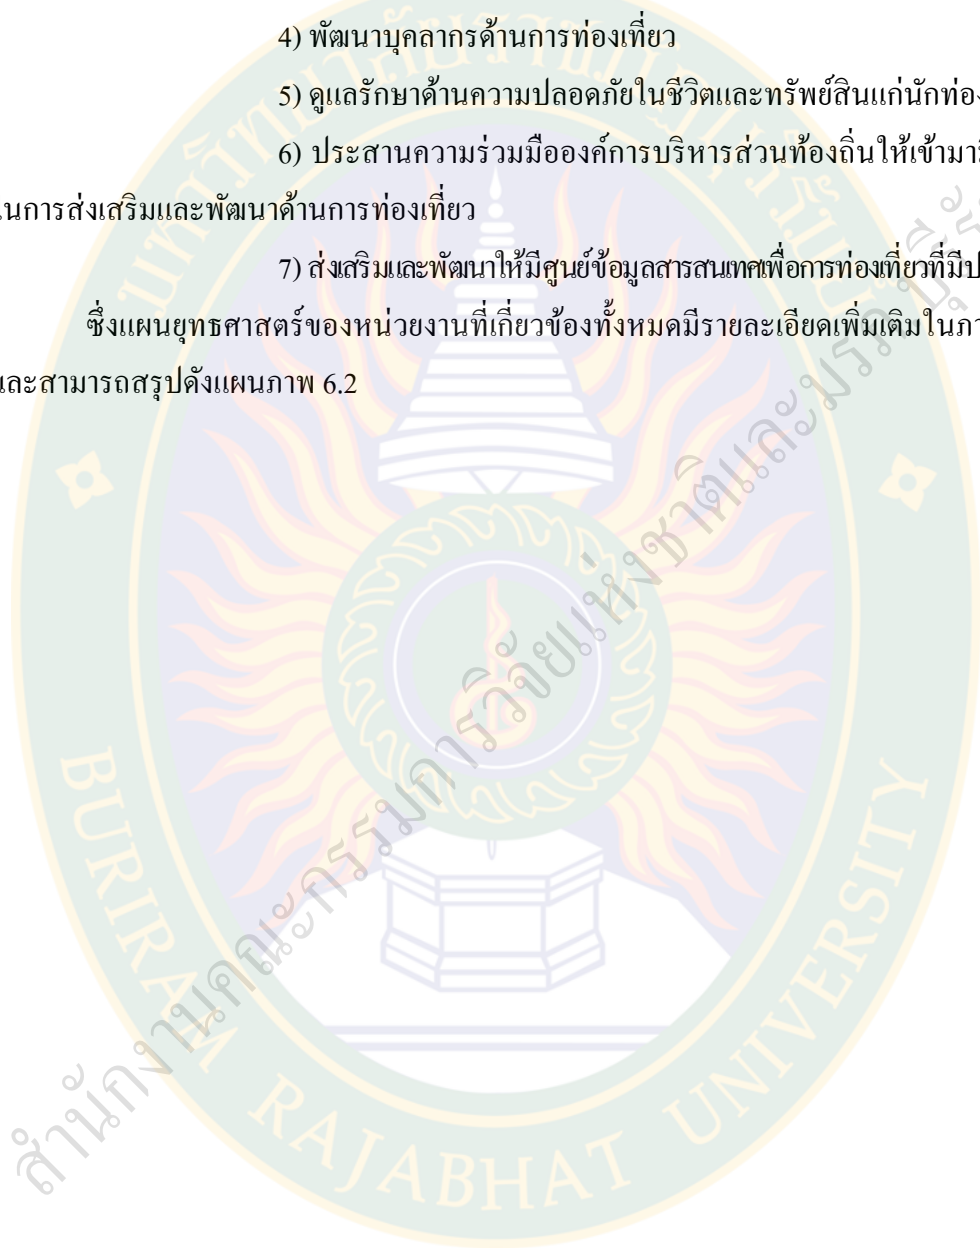 4) พัฒนาบุคลากรด้านการท่องเที่ยว
5) ดูแลรักษาด้านความปลอดภัยในชีวิตและทรัพย์สินแก่นักท่อง
6) ประสานความร่วมมือองค์การบริหารส่วนท้องถิ่นให้เข้ามา
นการส่งเสริมและพัฒนาด้านการท่องเที่ยว
7) ส่งเสริมและพัฒนาให้มีศูนย์ข้อมูลสารสนเทศเพื่อการท่องเที่ยวที่มีป
ซึ่งแผนยุทธศาสตร์ของหน่วยงานที่เกี่ยวข้องทั้งหมดมีรายละเอียดเพิ่มเติมในภา
และสามารถสรุปดังแผนภาพ 6.2
มหาวิทยาลัยราชภัฏบุรีรัมย์
สำนักงานคณะกรรมการวิจัยแห่งชาติและมรภ.บุรีรั
BURIRAM RAJABHAT UNIVERSITY